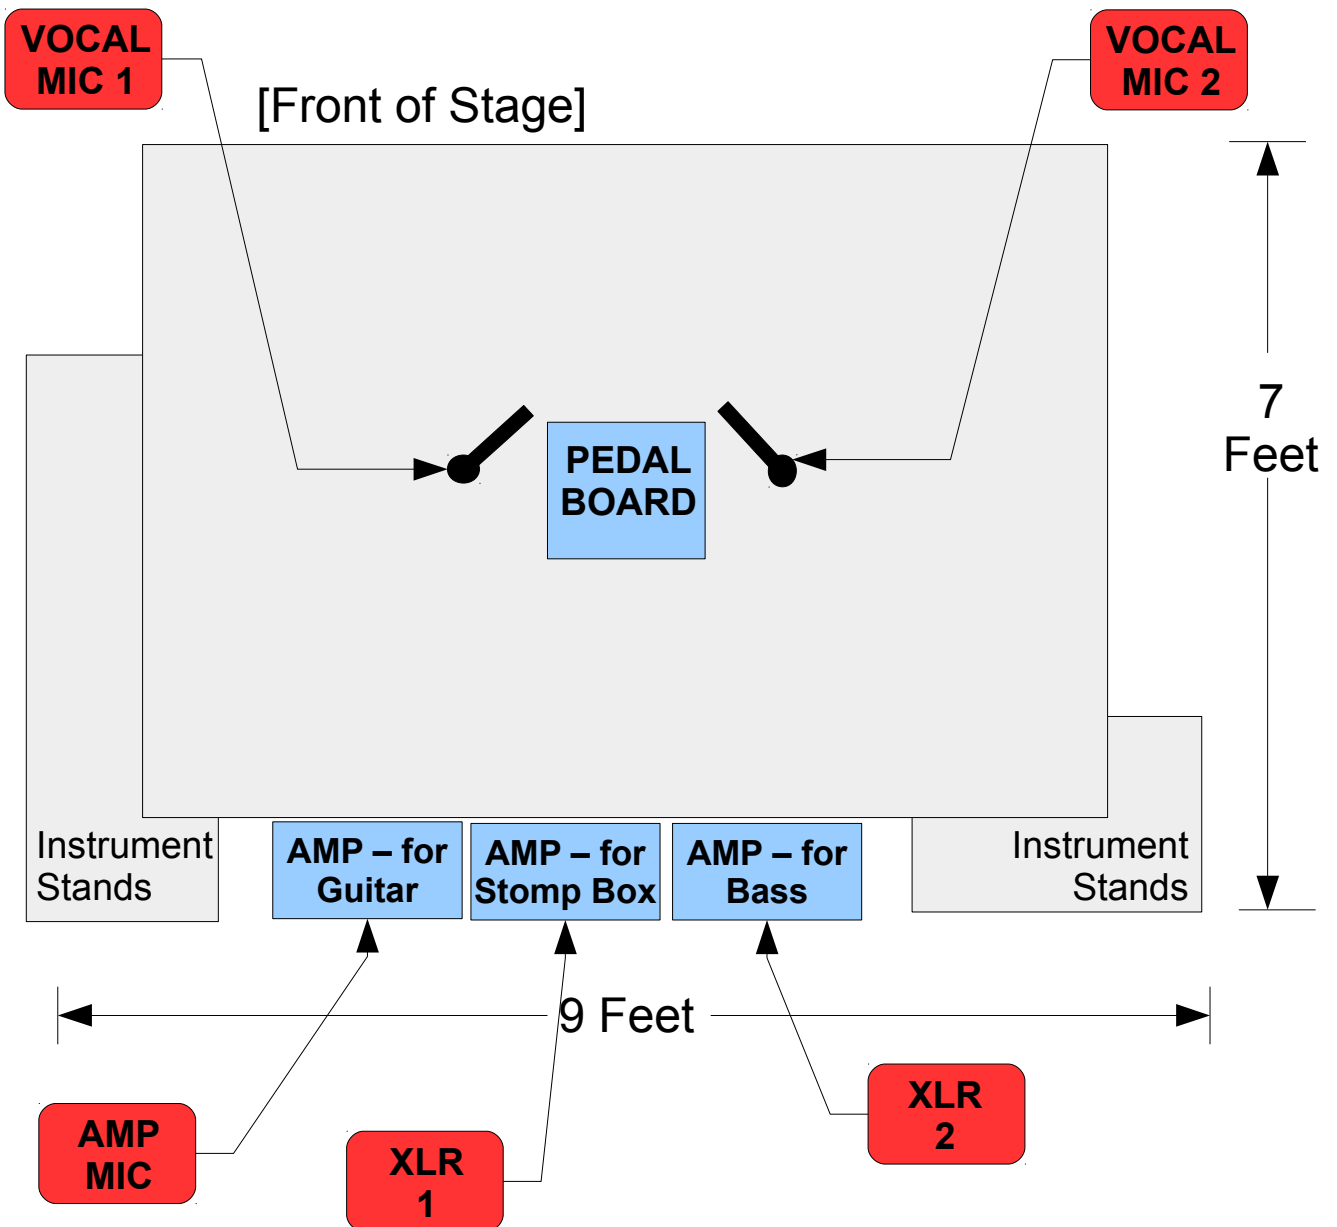 VOCAL
MIC 1
VOCAL
MIC 2
[Front of Stage]
7
Feet
PEDAL
BOARD
Instrument
Stands
AMP – for
Guitar
AMP – for
Stomp Box
AMP – for
Bass
Instrument
Stands
9 Feet
AMP
MIC
XLR
1
XLR
2